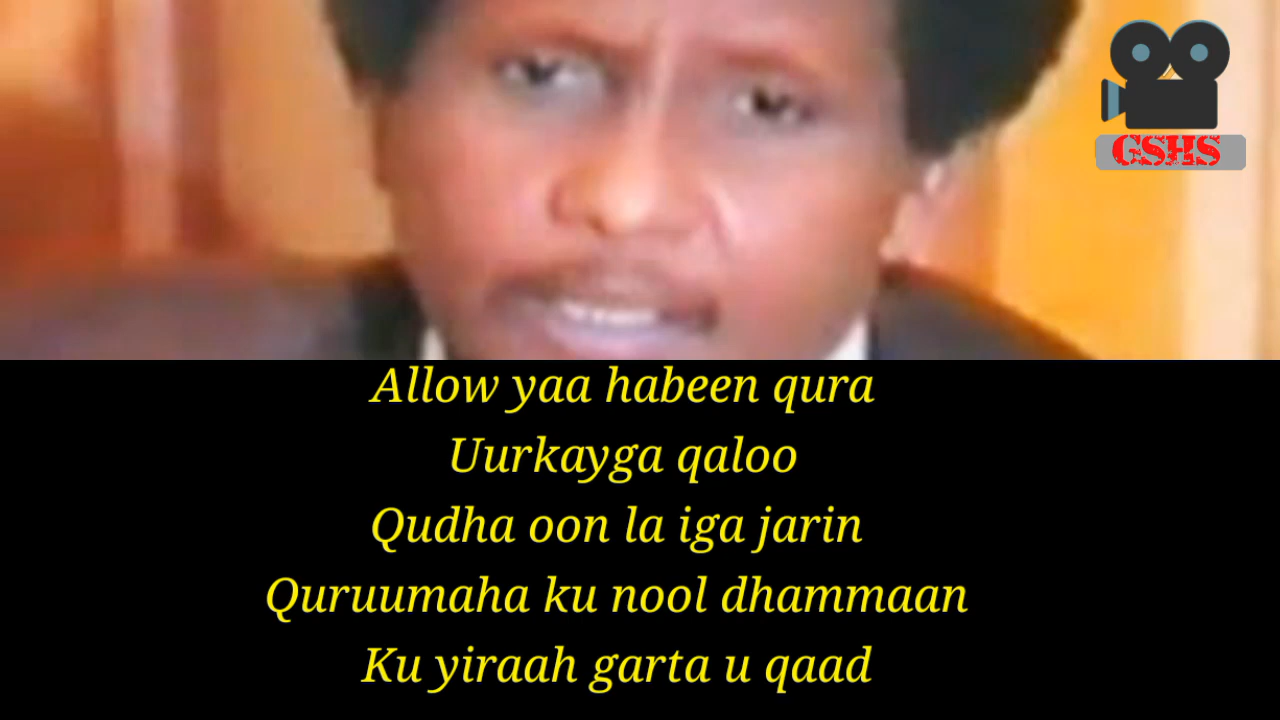 GSHS
Allow yaa habeen qura
Uurkayga qaloo
Qudha oon la iga jarin
Quruumaha ku nool dhammaan
Ku yiraah garta u qaad